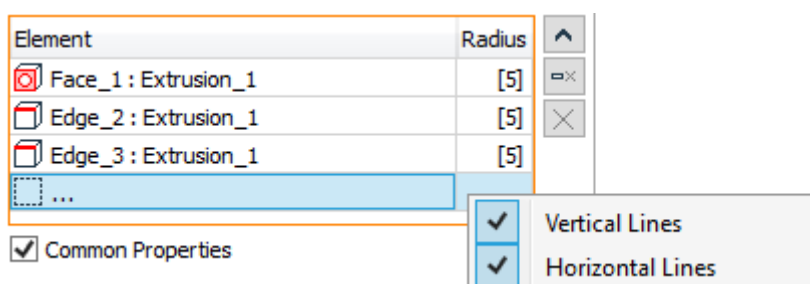 Element Radius
Face_1 : Extrusion_1 [5]
Edge_2 : Extrusion_1 [5]
Edge_3 : Extrusion_1 [5]
...
Common Properties
Vertical Lines
Horizontal Lines